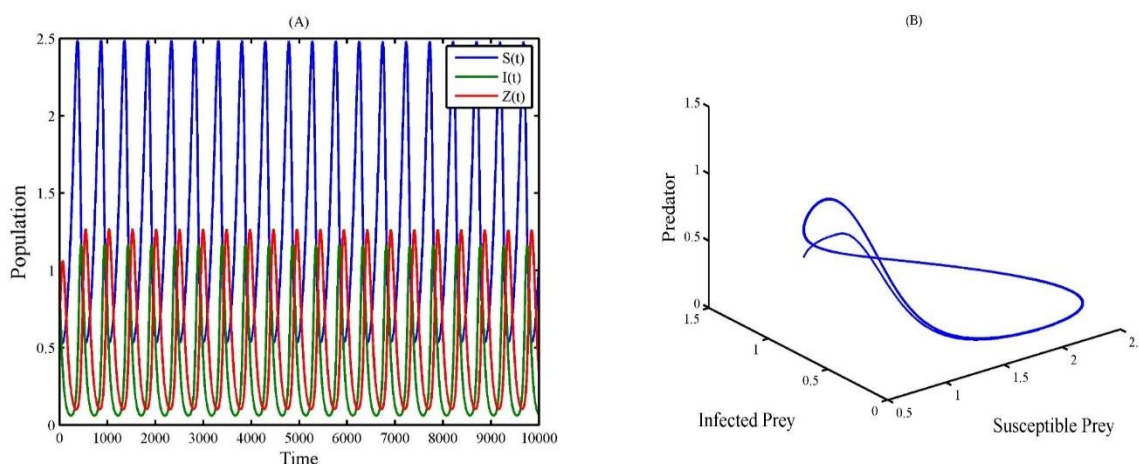 (A)
2.5
2
1.5
1
0.5
0
Population
0 1000 2000 3000 4000 5000 6000 7000 8000 9000 10000
Time
S(t)
I(t)
Z(t)
(B)
1.5
1
0.5
0
Predator
1.5
1
0.5
0
Infected Prey
0.5
1
1.5
2
2.
Susceptible Prey